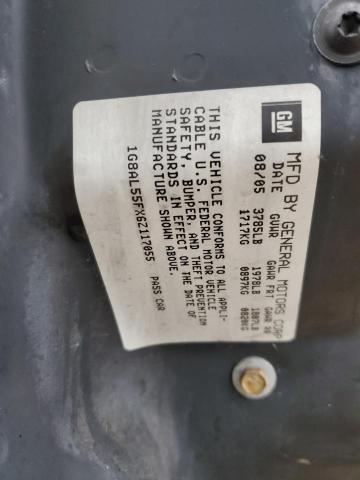 GM
MFD BY GENERAL MOTORS CORP
DATE GVWR GAWR FRT GAWR RR
08/05 3785LB 1978LB 1807LB
1717KG 0897KG 0820KG
THIS VEHICLE CONFORMS TO ALL APPLI-
CABLE U.S. FEDERAL MOTOR VEHICLE
SAFETY, BUMPER, AND THEFT PREVENTION
STANDARDS IN EFFECT ON THE DATE OF
MANUFACTURE SHOWN ABOVE.
1G8AL55FX6Z117055 PASS CAR